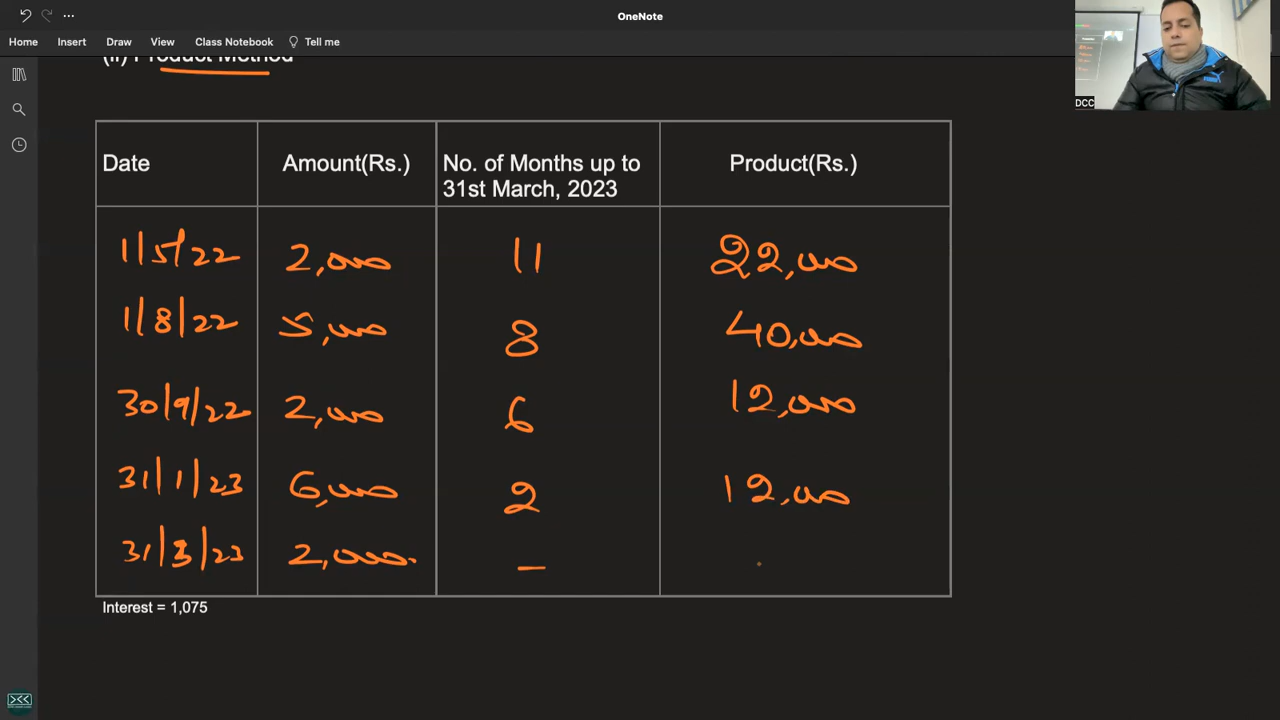 OneNote
Home Insert Draw View Class Notebook Tell me
(ii) Product Method
DCC
Date Amount(Rs.) No. of Months up to 31st March, 2023 Product(Rs.)
1/5/22 2,000 11 22,000
1/8/22 5,000 8 40,000
30/9/22 2,000 6 12,000
31/1/23 6,000 2 12,000
31/3/23 2,000. –
Interest = 1,075